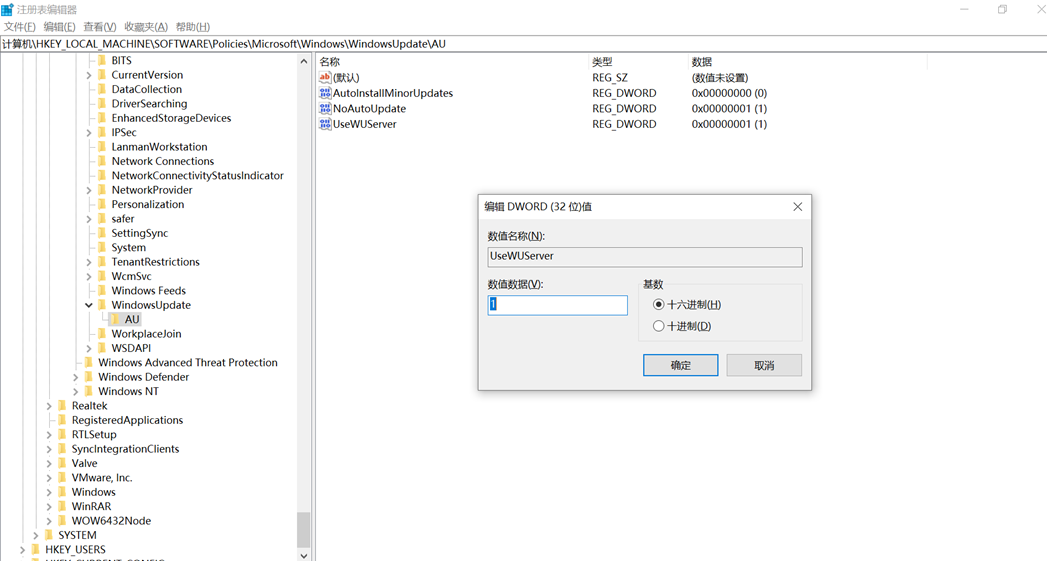 注册表编辑器
文件(F) 编辑(E) 查看(V) 收藏夹(A) 帮助(H)
计算机\HKEY_LOCAL_MACHINE\SOFTWARE\Policies\Microsoft\Windows\WindowsUpdate\AU
BITS
CurrentVersion
DataCollection
DriverSearching
EnhancedStorageDevices
IPSec
LanmanWorkstation
Network Connections
NetworkConnectivityStatusIndicator
NetworkProvider
Personalization
safer
SettingSync
System
TenantRestrictions
WcmSvc
Windows Feeds
WindowsUpdate
AU
WorkplaceJoin
WSDAPI
Windows Advanced Threat Protection
Windows Defender
Windows NT
Realtek
RegisteredApplications
RTLSetup
SyncIntegrationClients
Valve
VMware, Inc.
Windows
WinRAR
WOW6432Node
SYSTEM
HKEY_USERS
HKEY_CURRENT_CONFIG
名称 类型 数据
ab (默认) REG_SZ (数值未设置)
AutoInstallMinorUpdates REG_DWORD 0x00000000 (0)
NoAutoUpdate REG_DWORD 0x00000001 (1)
UseWUServer REG_DWORD 0x00000001 (1)
编辑 DWORD (32 位)值
数值名称(N):
UseWUServer
数值数据(V):
1
基数
十六进制(H)
十进制(D)
确定 取消